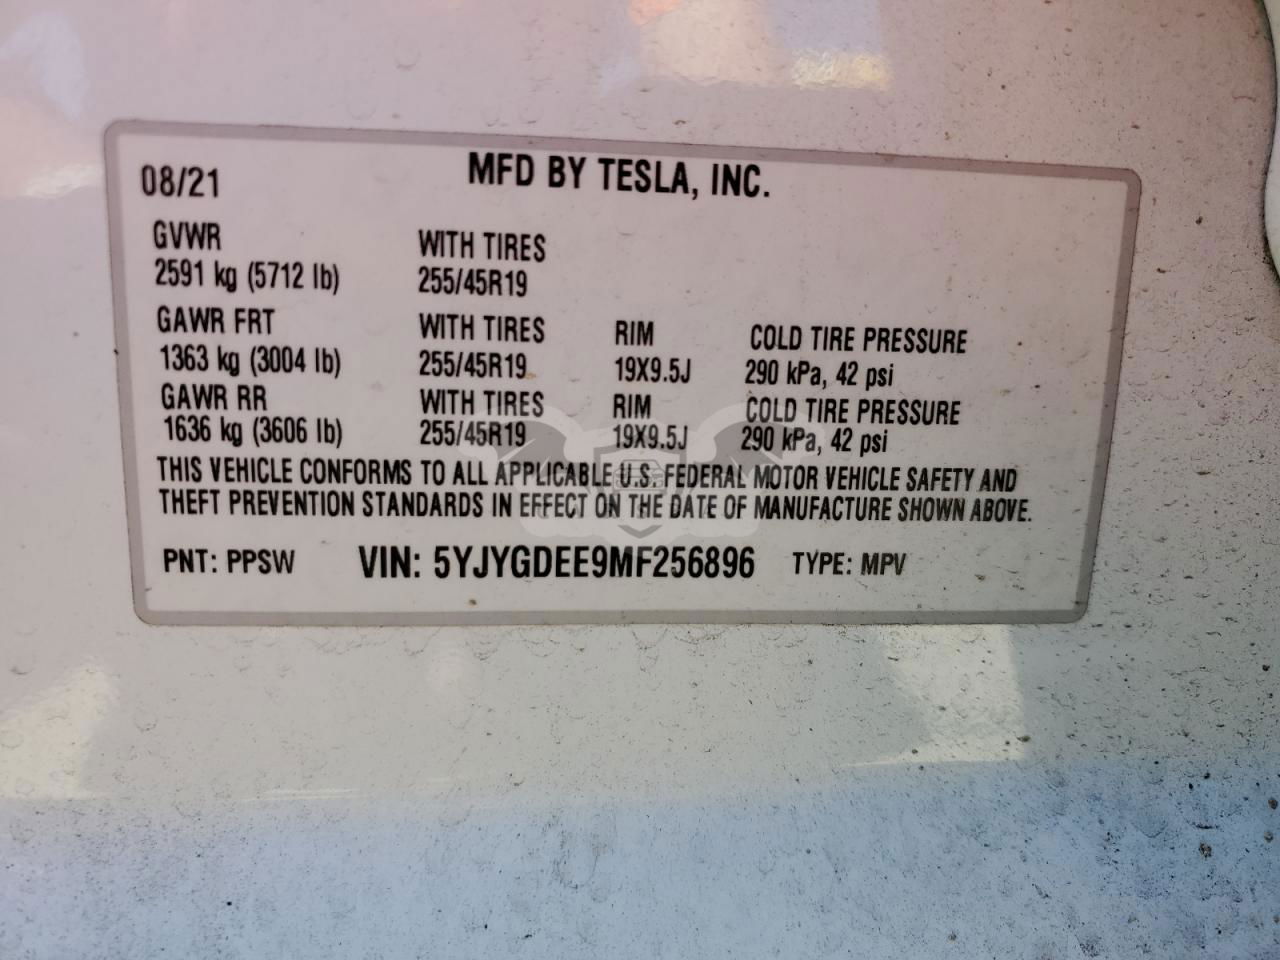 08/21 MFD BY TESLA, INC.
GVWR WITH TIRES
2591 kg (5712 lb) 255/45R19
GAWR FRT WITH TIRES RIM COLD TIRE PRESSURE
1363 kg (3004 lb) 255/45R19 19X9.5J 290 kPa, 42 psi
GAWR RR WITH TIRES RIM COLD TIRE PRESSURE
1636 kg (3606 lb) 255/45R19 19X9.5J 290 kPa, 42 psi
THIS VEHICLE CONFORMS TO ALL APPLICABLE U.S. FEDERAL MOTOR VEHICLE SAFETY AND
THEFT PREVENTION STANDARDS IN EFFECT ON THE DATE OF MANUFACTURE SHOWN ABOVE.
PNT: PPSW VIN: 5YJYGDEE9MF256896 TYPE: MPV